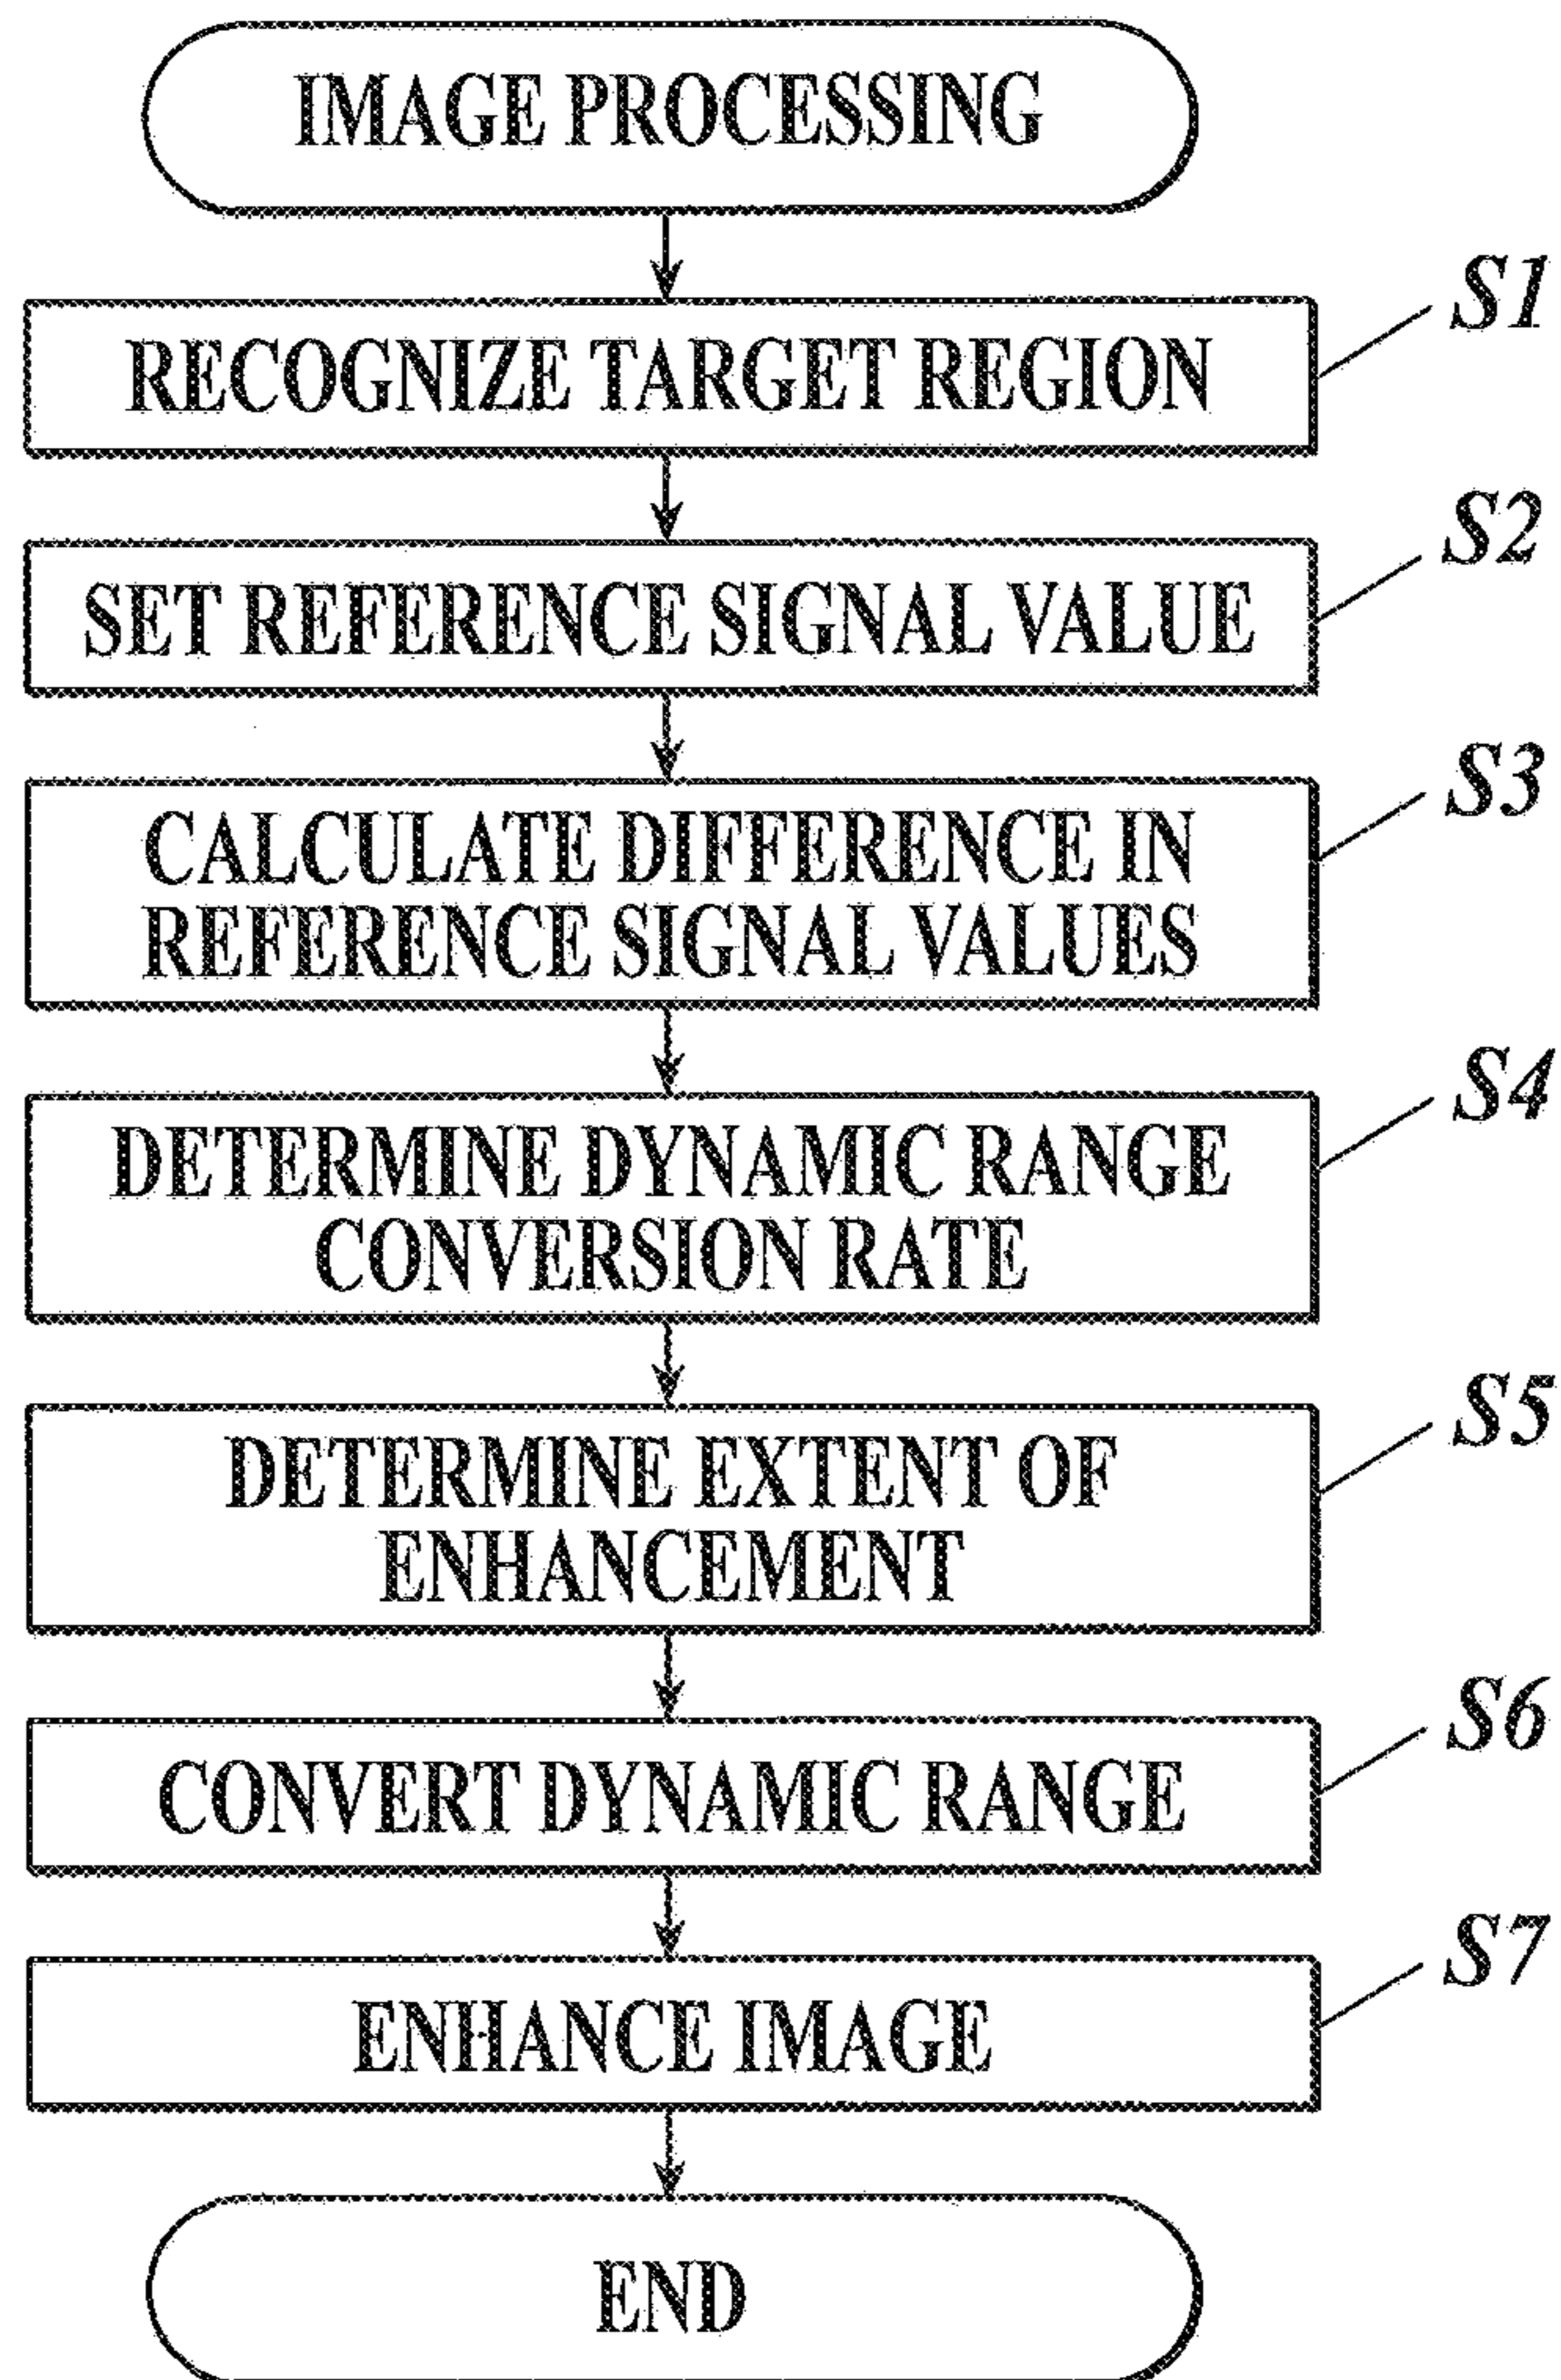 IMAGE PROCESSING
S1
RECOGNIZE TARGET REGION
S2
SET REFERENCE SIGNAL VALUE
S3
CALCULATE DIFFERENCE IN
REFERENCE SIGNAL VALUES
S4
DETERMINE DYNAMIC RANGE
CONVERSION RATE
S5
DETERMINE EXTENT OF
ENHANCEMENT
S6
CONVERT DYNAMIC RANGE
S7
ENHANCE IMAGE
END